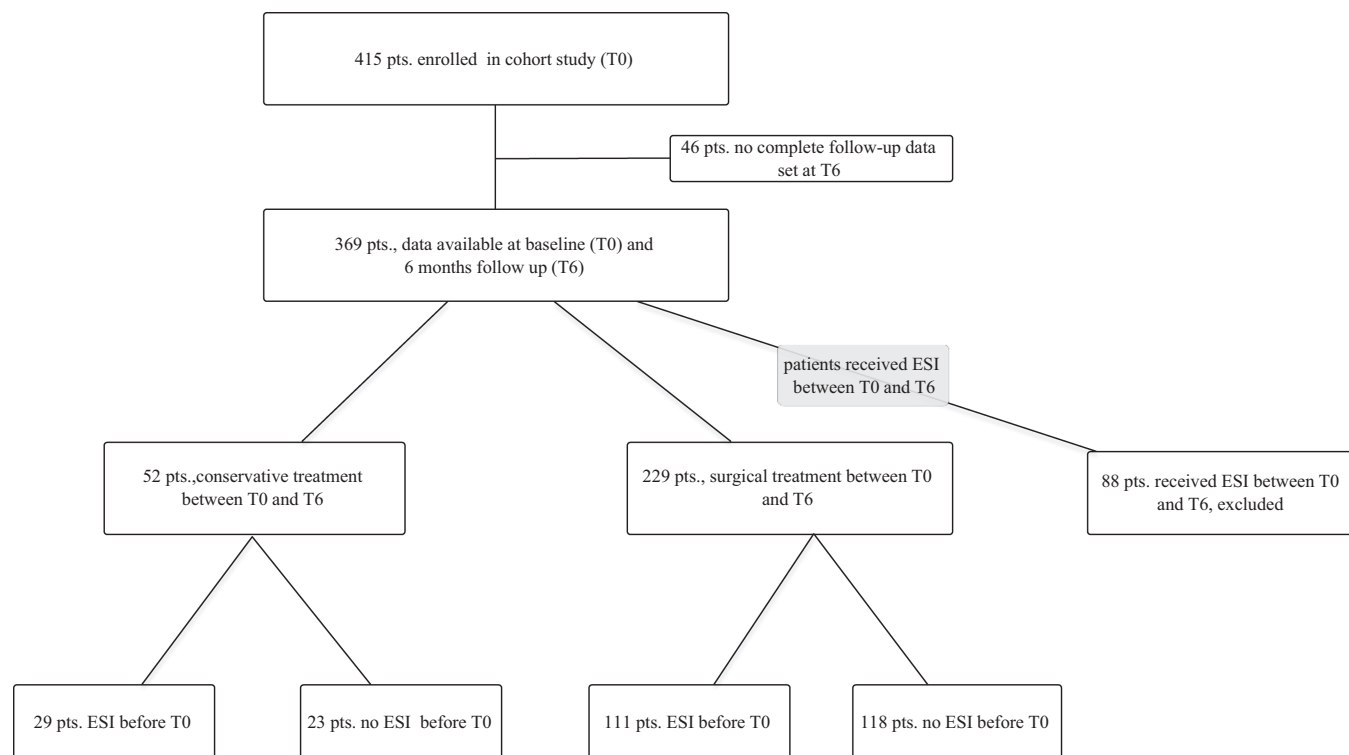 415 pts. enrolled in cohort study (T0)
46 pts. no complete follow-up data
set at T6
369 pts., data available at baseline (T0) and
6 months follow up (T6)
patients received ESI
between T0 and T6
52 pts.,conservative treatment
between T0 and T6
229 pts., surgical treatment between T0
and T6
88 pts. received ESI between T0
and T6, excluded
29 pts. ESI before T0
23 pts. no ESI before T0
111 pts. ESI before T0
118 pts. no ESI before T0